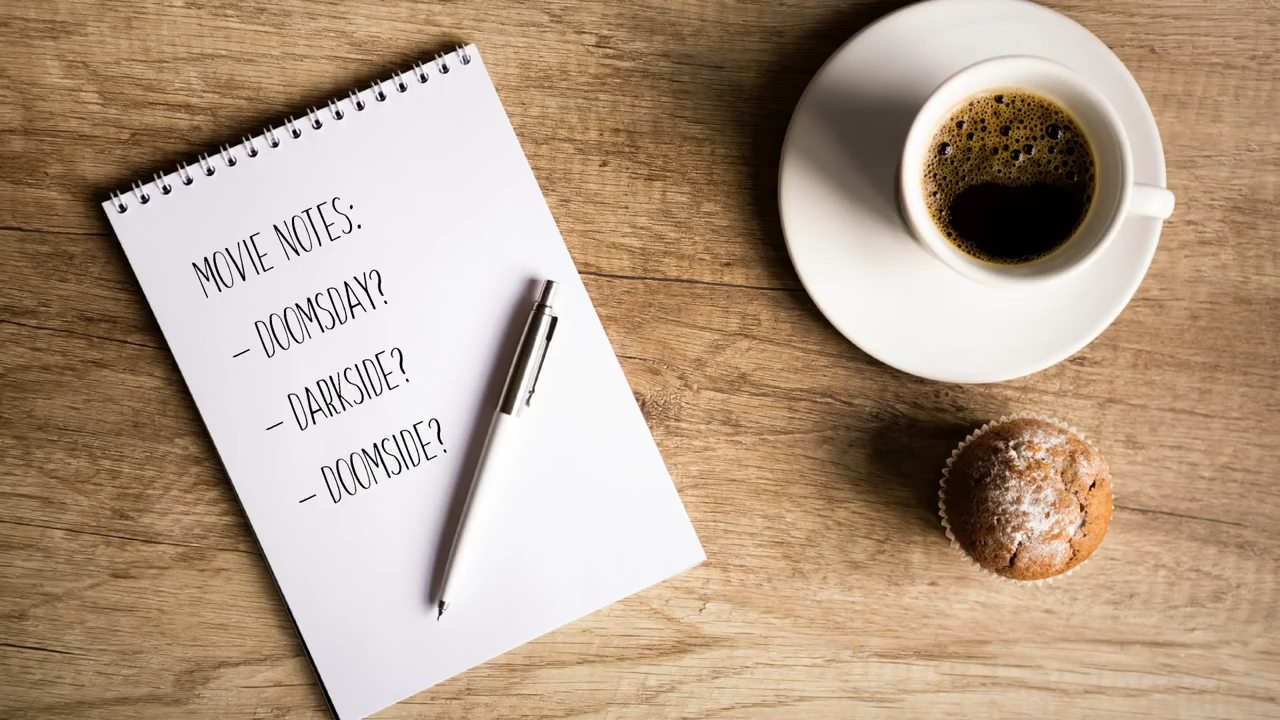 MOVIE NOTES:
– DOOMSDAY?
– DARKSIDE?
– DOOMSIDE?